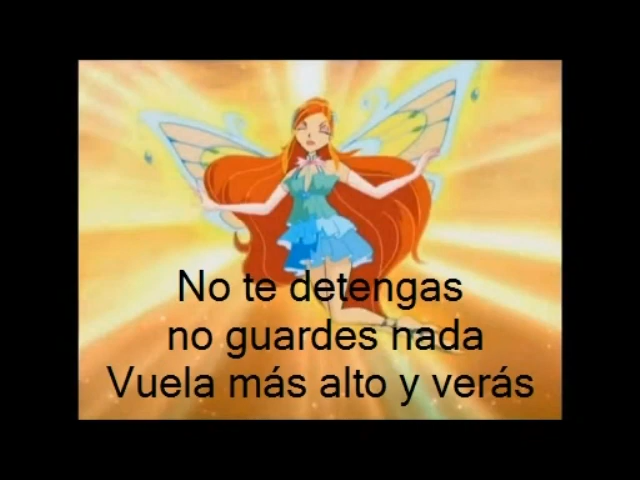 No te detengas
no guardes nada
Vuela más alto y verás